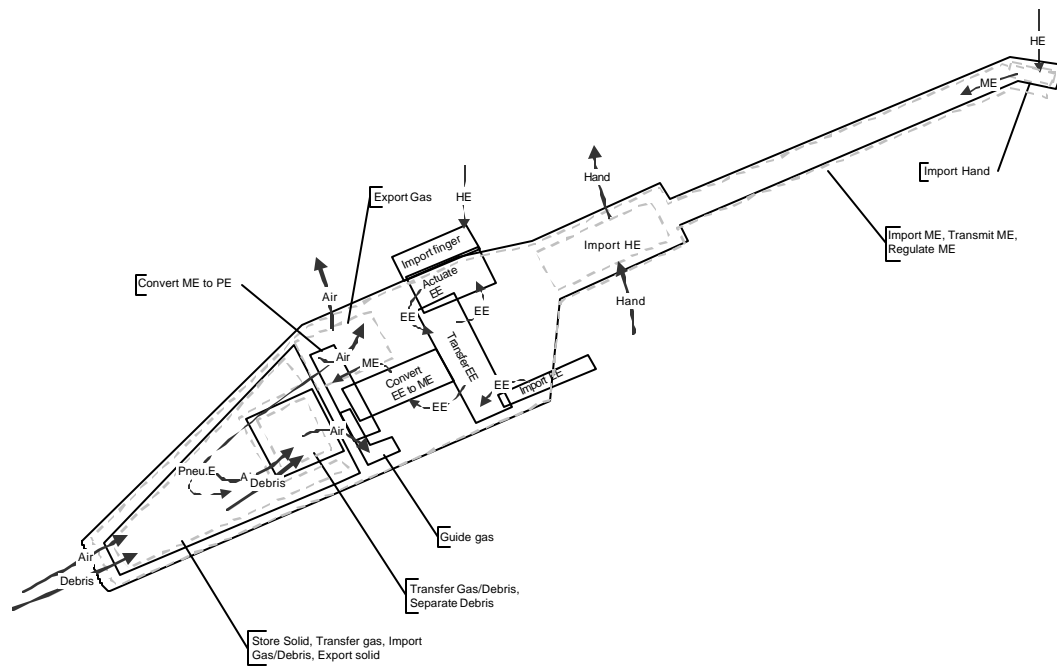 HE
ME
Import Hand
Hand
Import HE
Import ME, Transmit ME,
Regulate ME
Hand
HE
Export Gas
Import finger
Actuate
EE
Convert ME to PE
Air
EE
EE
Air
ME
Transfer EE
Convert
EE to ME
EE
Import EE
EE
Air
Pneu.E
A
Debris
Guide gas
Air
Debris
Transfer Gas/Debris,
Separate Debris
Store Solid, Transfer gas, Import
Gas/Debris, Export solid